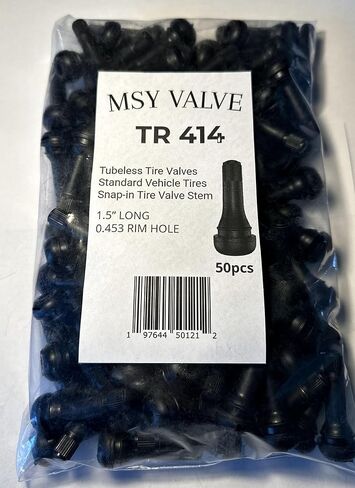 MSY VALVE
TR 414
Tubeless Tire Valves
Standard Vehicle Tires
Snap-in Tire Valve Stem
1.5" LONG
0.453 RIM HOLE
50pcs
1 97644 50121 2